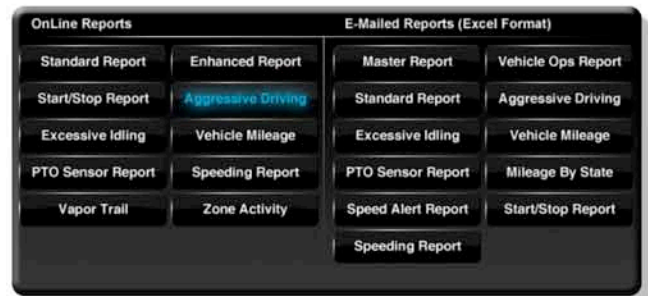 OnLine Reports E-Mailed Reports (Excel Format)
Standard Report Enhanced Report Master Report Vehicle Ops Report
Start/Stop Report Aggressive Driving Standard Report Aggressive Driving
Excessive Idling Vehicle Mileage Excessive Idling Vehicle Mileage
PTO Sensor Report Speeding Report PTO Sensor Report Mileage By State
Vapor Trail Zone Activity Speed Alert Report Start/Stop Report
Speeding Report